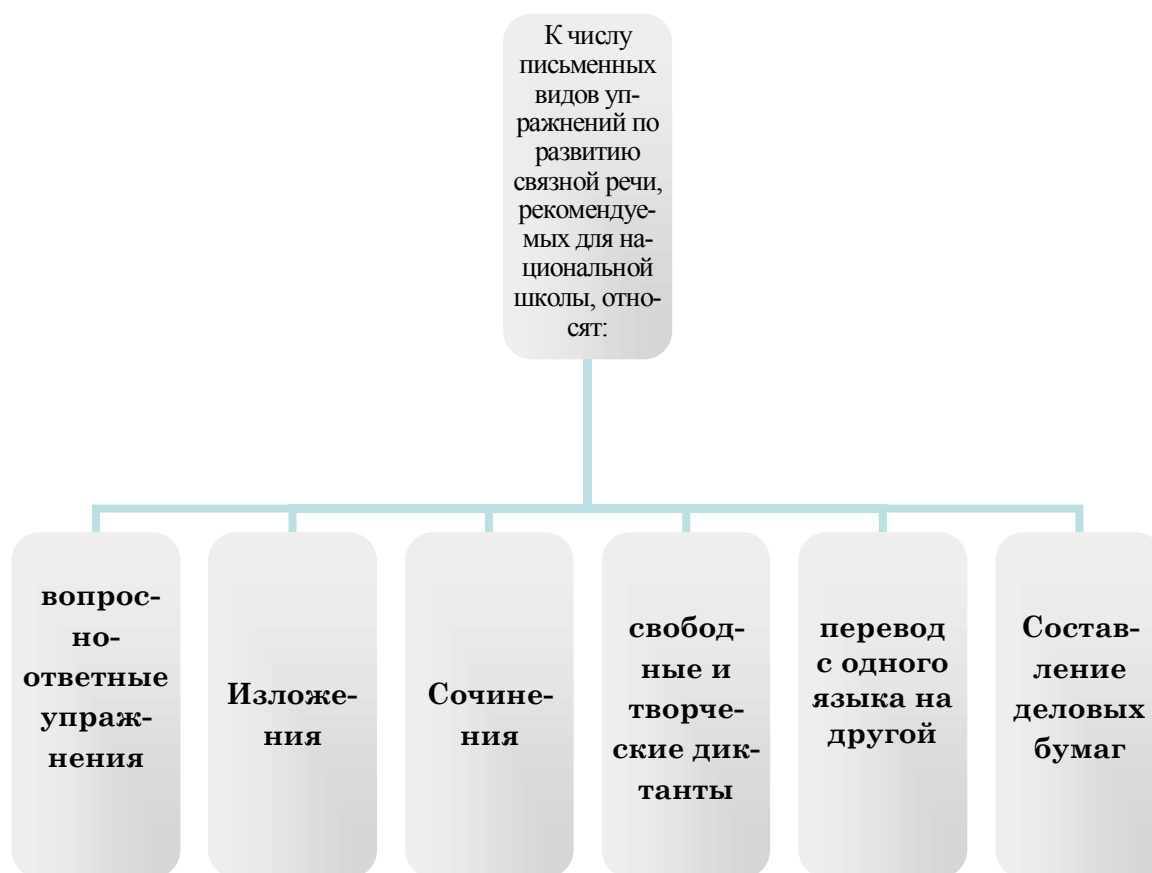 К числу
письменных
видов уп-
ражнений по
развитию
связной речи,
рекомендуе-
мых для на-
циональной
школы, отно-
сят:
вопрос-
но-
ответные
упраж-
нения
Изложе-
ния
Сочине-
ния
свобод-
ные и
творче-
ские дик-
танты
перевод
с одного
языка на
другой
Состав-
ление
деловых
бумаг